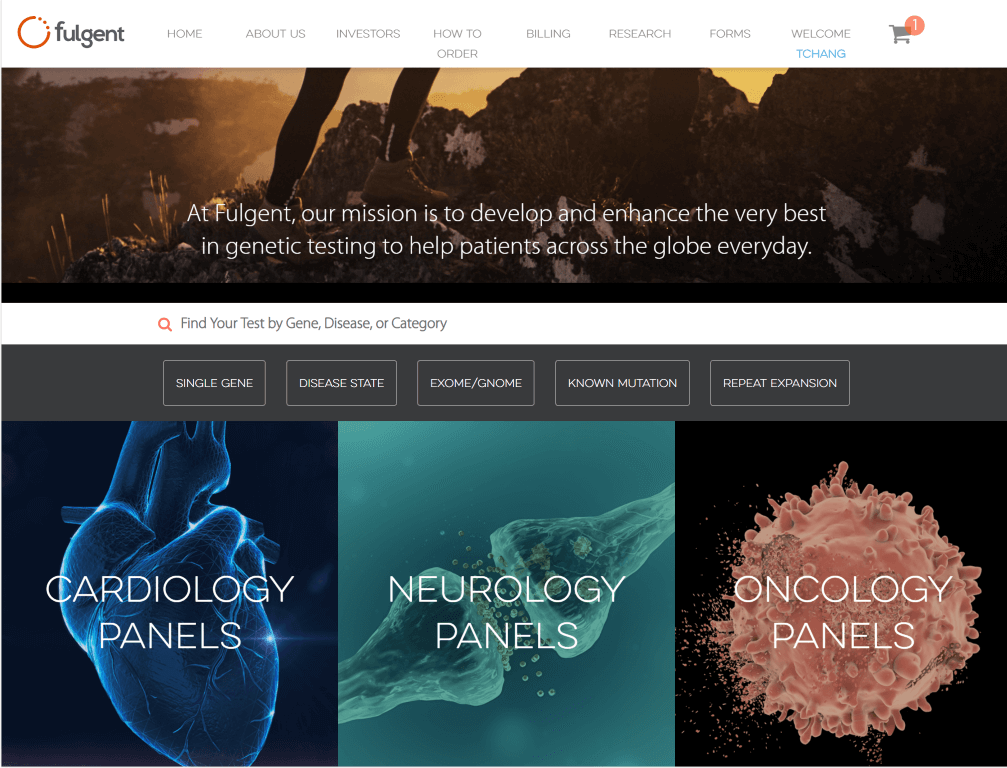 fulgent
HOME
ABOUT US
INVESTORS
HOW TO
ORDER
BILLING
RESEARCH
FORMS
WELCOME
TCHANG
1
At Fulgent, our mission is to develop and enhance the very best
in genetic testing to help patients across the globe everyday.
Find Your Test by Gene, Disease, or Category
SINGLE GENE
DISEASE STATE
EXOME/GNOME
KNOWN MUTATION
REPEAT EXPANSION
CARDIOLOGY
PANELS
NEUROLOGY
PANELS
ONCOLOGY
PANELS